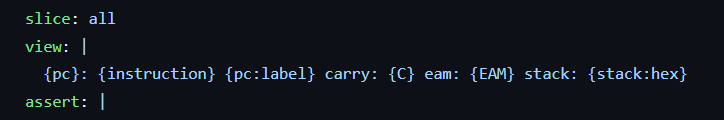 slice: all
view: |
{pc}: {instruction} {pc:label} carry: {C} eam: {EAM} stack: {stack:hex}
assert: |